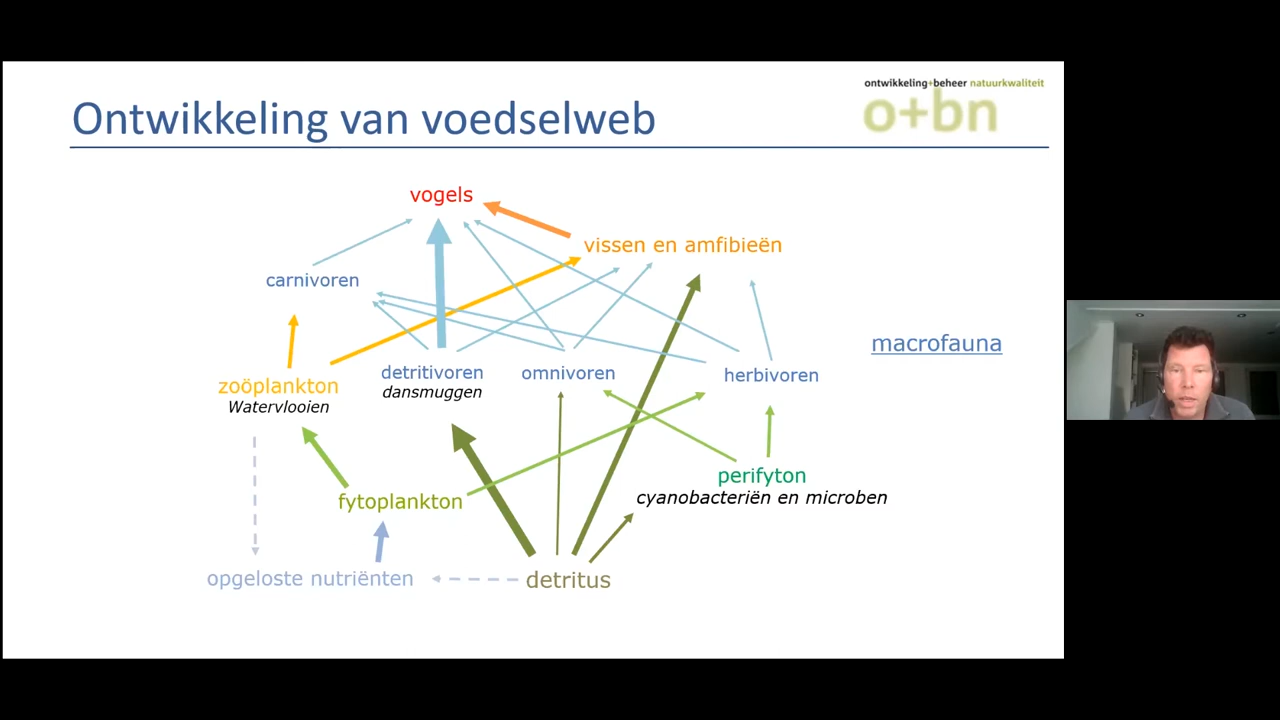 ontwikkeling+beheer natuurkwaliteit
o+bn
Ontwikkeling van voedselweb
vogels
vissen en amfibieën
carnivoren
macrofauna
zoöplankton
Watervlooien
detritivoren
dansmuggen
omnivoren
herbivoren
perifyton
cyanobacteriën en microben
fytoplankton
opgeloste nutriënten
detritus